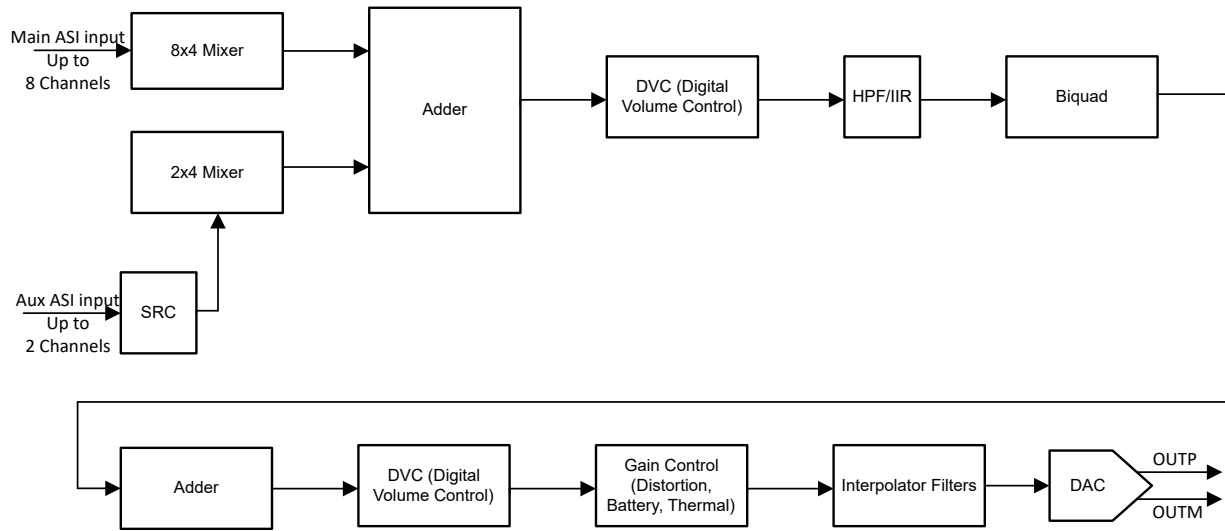 Main ASI input
Up to
8 Channels
8x4 Mixer
Adder
DVC (Digital
Volume Control)
HPF/IIR
Biquad
2x4 Mixer
Aux ASI input
Up to
2 Channels
SRC
Adder
DVC (Digital
Volume Control)
Gain Control
(Distortion,
Battery, Thermal)
Interpolator Filters
DAC
OUTP
OUTM